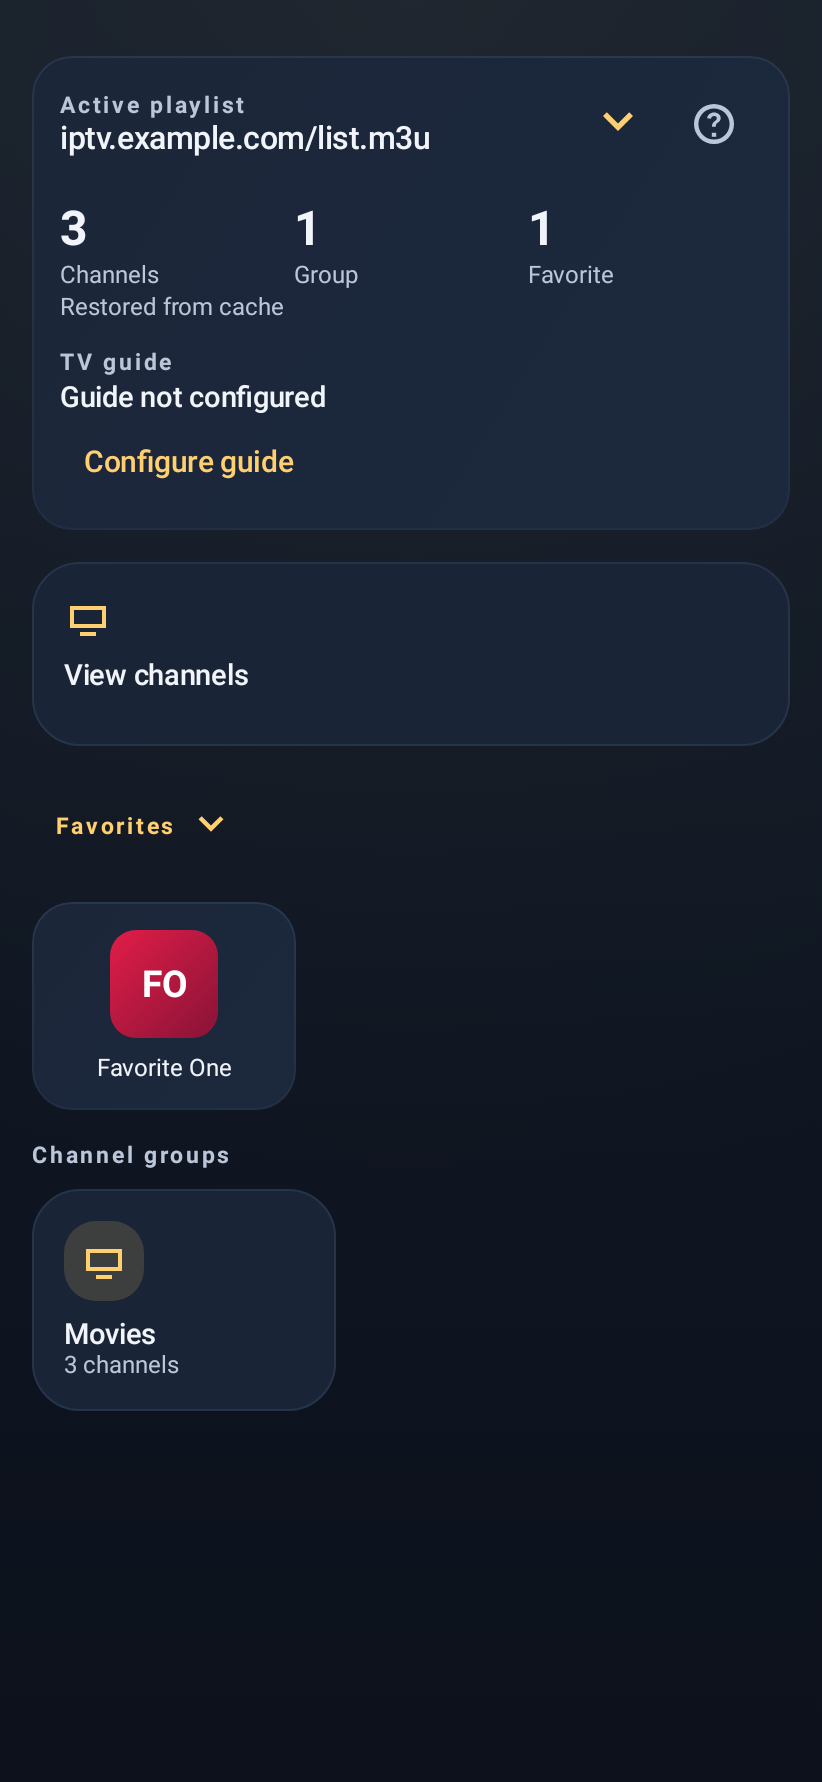 Active playlist
iptv.example.com/list.m3u
3 1 1
Channels Group Favorite
Restored from cache
TV guide
Guide not configured
Configure guide
View channels
Favorites
FO
Favorite One
Channel groups
Movies
3 channels